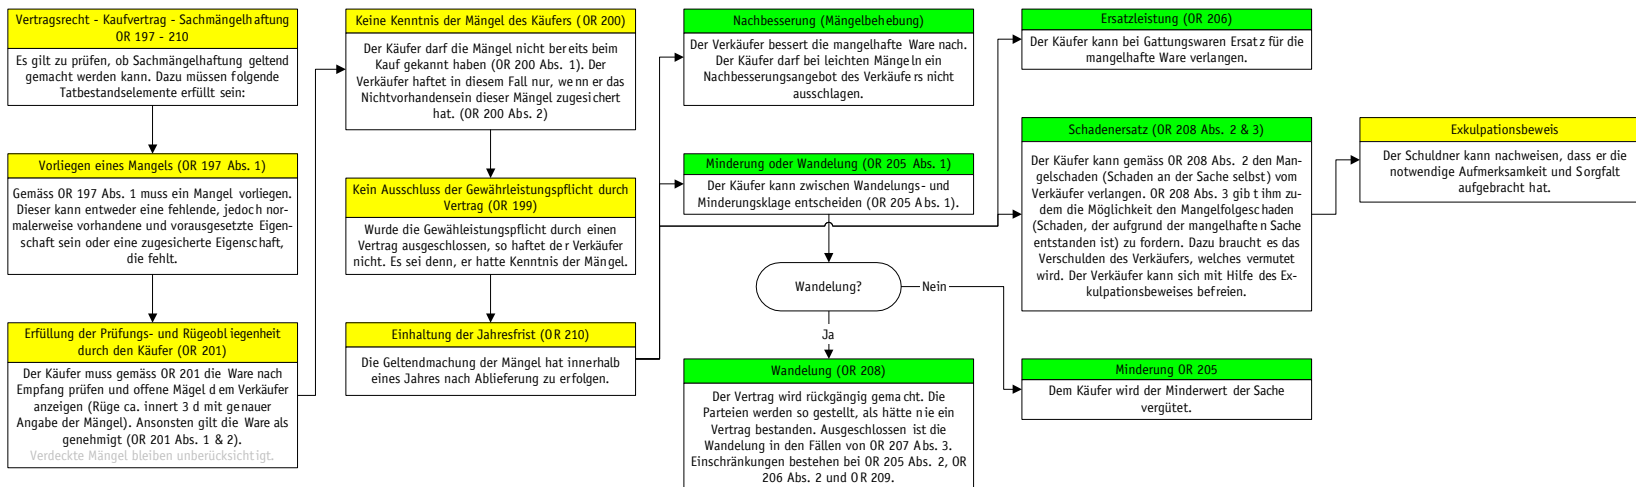 Vertragsrecht - Kaufvertrag - Sachmängelhaftung
OR 197 - 210
Es gilt zu prüfen, ob Sachmängelhaftung geltend
gemacht werden kann. Dazu müssen folgende
Tatbestandselemente erfüllt sein:
Vorliegen eines Mangels (OR 197 Abs. 1)
Gemäss OR 197 Abs. 1 muss ein Mangel vorliegen.
Dieser kann entweder eine fehlende, jedoch nor-
malerweise vorhandene und vorausgesetzte Eigen-
schaft sein oder eine zugesicherte Eigenschaft,
die fehlt.
Erfüllung der Prüfungs- und Rügeobliegenheit
durch den Käufer (OR 201)
Der Käufer muss gemäss OR 201 die Ware nach
Empfang prüfen und offene Mägel dem Verkäufer
anzeigen (Rüge ca. innert 3 d mit genauer
Angabe der Mängel). Ansonsten gilt die Ware als
genehmigt (OR 201 Abs. 1 & 2).
Verdeckte Mängel bleiben unberücksichtigt.
Keine Kenntnis der Mängel des Käufers (OR 200)
Der Käufer darf die Mängel nicht bereits beim
Kauf gekannt haben (OR 200 Abs. 1). Der
Verkäufer haftet in diesem Fall nur, wenn er das
Nichtvorhandensein dieser Mängel zugesichert
hat. (OR 200 Abs. 2)
Kein Ausschluss der Gewährleistungspflicht durch
Vertrag (OR 199)
Wurde die Gewähleistungspflicht durch einen
Vertrag ausgeschlossen, so haftet der Verkäufer
nicht. Es sei denn, er hatte Kenntnis der Mängel.
Einhaltung der Jahresfrist (OR 210)
Die Geltendmachung der Mängel hat innerhalb
eines Jahres nach Ablieferung zu erfolgen.
Nachbesserung (Mängelbehebung)
Der Verkäufer bessert die mangelhafte Ware nach.
Der Käufer darf bei leichten Mängeln ein
Nachbesserungsangebot des Verkäufers nicht
ausschlagen.
Minderung oder Wandelung (OR 205 Abs. 1)
Der Käufer kann zwischen Wandelungs- und
Minderungsklage entscheiden (OR 205 Abs. 1).
Wandelung?
Nein
Ja
Wandelung (OR 208)
Der Vertrag wird rückgängig gemacht. Die
Parteien werden so gestellt, als hätte nie ein
Vertrag bestanden. Ausgeschlossen ist die
Wandelung in den Fällen von OR 207 Abs. 3.
Einschränkungen bestehen bei OR 205 Abs. 2, OR
206 Abs. 2 und OR 209.
Ersatzleistung (OR 206)
Der Käufer kann bei Gattungswaren Ersatz für die
mangelhafte Ware verlangen.
Schadenersatz (OR 208 Abs. 2 & 3)
Der Käufer kann gemäss OR 208 Abs. 2 den Man-
gelschaden (Schaden an der Sache selbst) vom
Verkäufer verlangen. OR 208 Abs. 3 gibt ihm zu-
dem die Möglichkeit den Mangelfolgeschaden
(Schaden, der aufgrund der mangelhaften Sache
entstanden ist) zu fordern. Dazu braucht es das
Verschulden des Verkäufers, welches vermutet
wird. Der Verkäufer kann sich mit Hilfe des Ex-
kulpationsbeweises befreien.
Minderung OR 205
Dem Käufer wird der Minderwert der Sache
vergütet.
Exkulpationsbeweis
Der Schuldner kann nachweisen, dass er die
notwendige Aufmerksamkeit und Sorgfalt
aufgebracht hat.